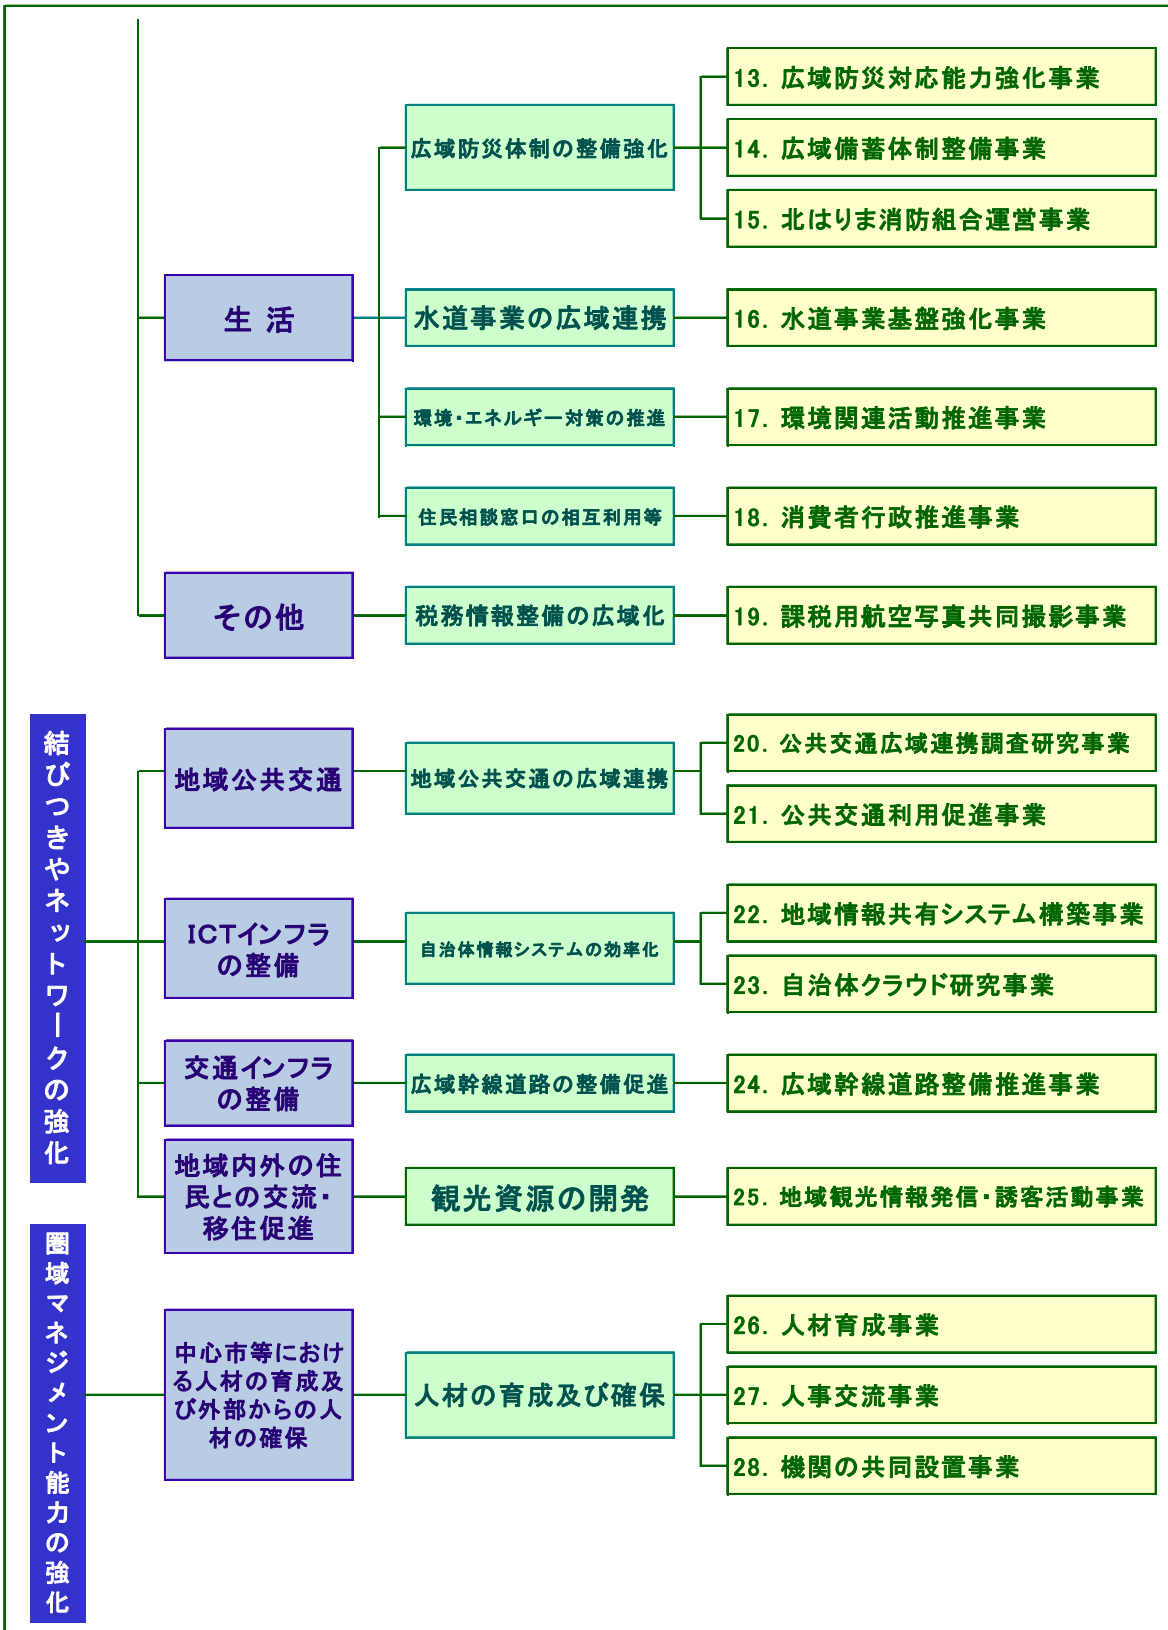 生 活
広域防災体制の整備強化
13. 広域防災対応能力強化事業
14. 広域備蓄体制整備事業
15. 北はりま消防組合運営事業
水道事業の広域連携
16. 水道事業基盤強化事業
環境・エネルギー対策の推進
17. 環境関連活動推進事業
住民相談窓口の相互利用等
18. 消費者行政推進事業
その他
税務情報整備の広域化
19. 課税用航空写真共同撮影事業
結びつきやネットワークの強化
地域公共交通
地域公共交通の広域連携
20. 公共交通広域連携調査研究事業
21. 公共交通利用促進事業
ICTインフラ
の整備
自治体情報システムの効率化
22. 地域情報共有システム構築事業
23. 自治体クラウド研究事業
交通インフラ
の整備
広域幹線道路の整備促進
24. 広域幹線道路整備推進事業
地域内外の住
民との交流・
移住促進
観光資源の開発
25. 地域観光情報発信・誘客活動事業
圏域マネジメント能力の強化
中心市等におけ
る人材の育成及
び外部からの人
材の確保
人材の育成及び確保
26. 人材育成事業
27. 人事交流事業
28. 機関の共同設置事業